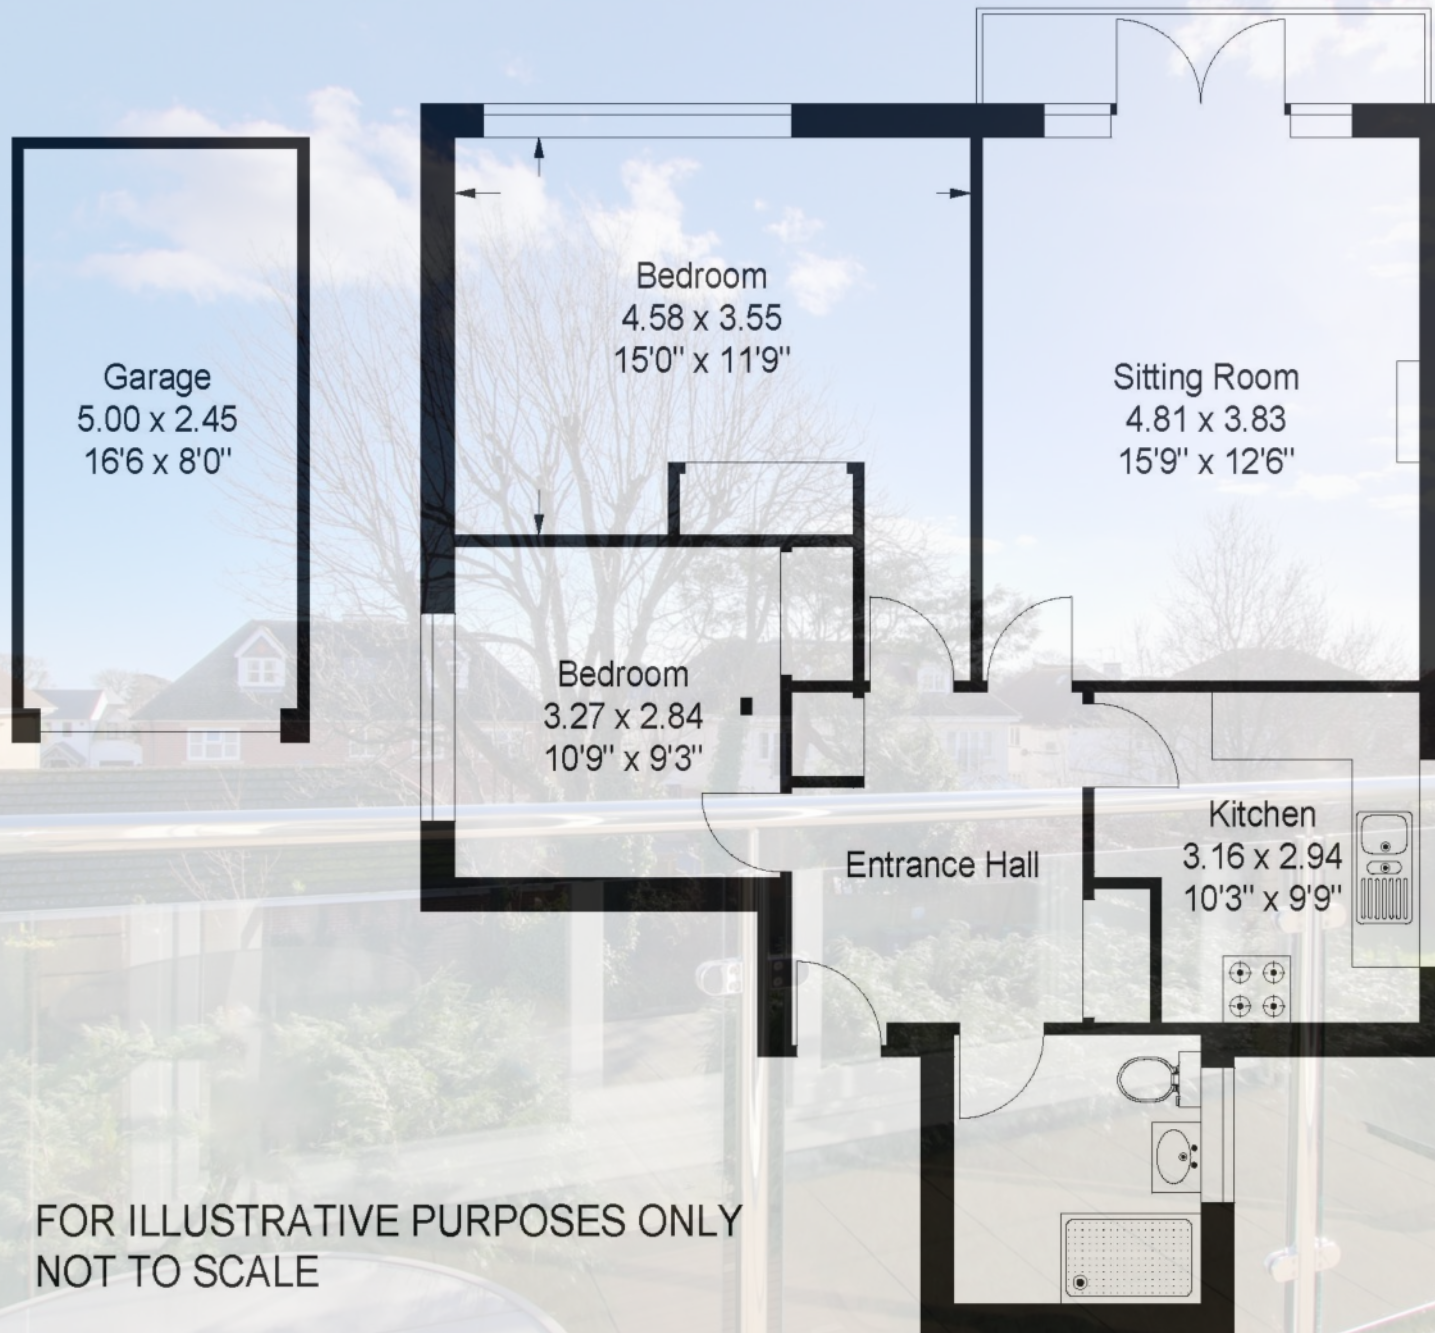 Bedroom
4.58 x 3.55
15'0" x 11'9"
Garage
5.00 x 2.45
16'6 x 8'0"
Sitting Room
4.81 x 3.83
15'9" x 12'6"
Bedroom
3.27 x 2.84
10'9" x 9'3"
Kitchen
3.16 x 2.94
10'3" x 9'9"
Entrance Hall
FOR ILLUSTRATIVE PURPOSES ONLY
NOT TO SCALE